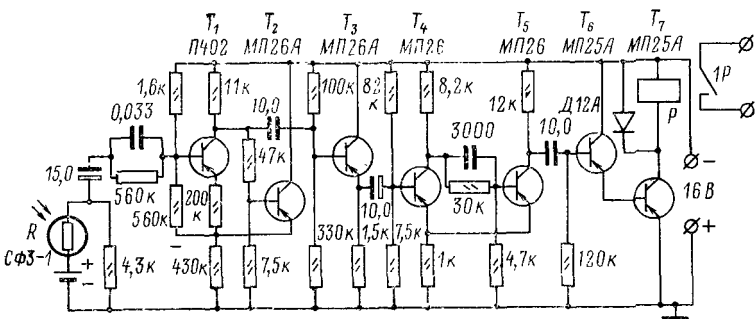 T₁ T₂ T₃ T₄ T₅ T₆ T₇
П402 МП26А МП26А МП26 МП26 МП25А МП25А
1,6к 11к 10,0 100к 82к 8,2к 12к Д12А P 1P
0,033 3000 10,0
15,0 47к
560к 200к 30к 16 В
560к 10,0
R
СФ3-1
4,3к 430к 7,5к 330к 1,5к 7,5к 1к 4,7к 120к